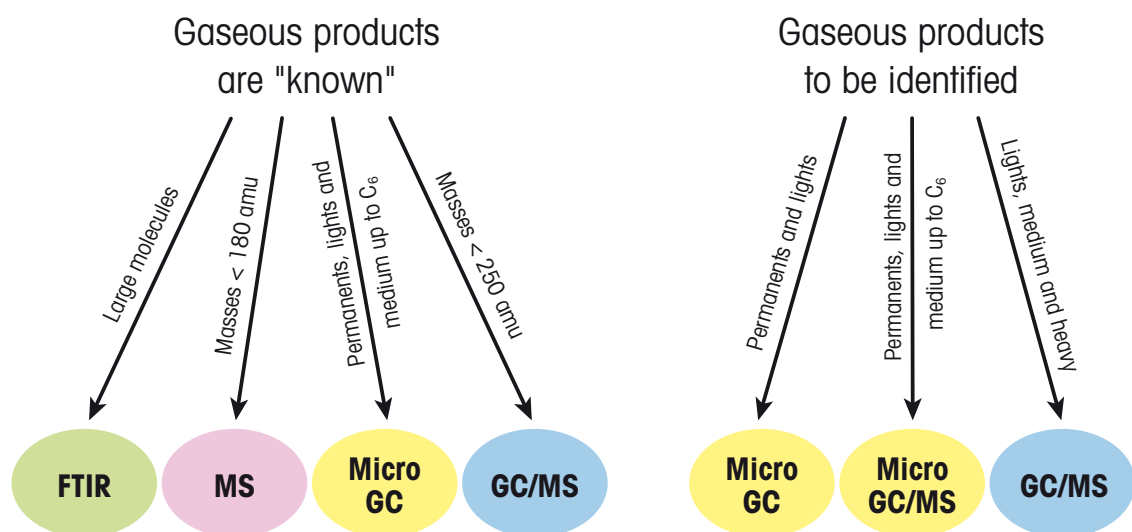 Gaseous products
are "known"
Large molecules
Masses < 180 amu
Permanents, lights and
medium up to C₆
Masses < 250 amu
FTIR
MS
Micro
GC
GC/MS
Gaseous products
to be identified
Permanents and lights
Permanents, lights and
medium up to C₆
Lights, medium and heavy
Micro
GC
Micro
GC/MS
GC/MS